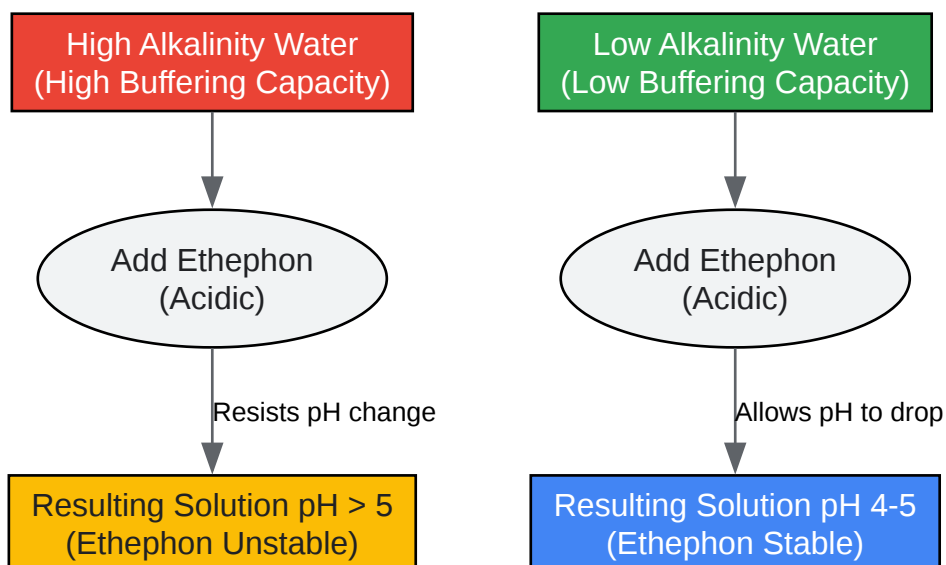 High Alkalinity Water
(High Buffering Capacity)
Add Ethephon
(Acidic)
Resists pH change
Resulting Solution pH > 5
(Ethephon Unstable)
Low Alkalinity Water
(Low Buffering Capacity)
Add Ethephon
(Acidic)
Allows pH to drop
Resulting Solution pH 4-5
(Ethephon Stable)